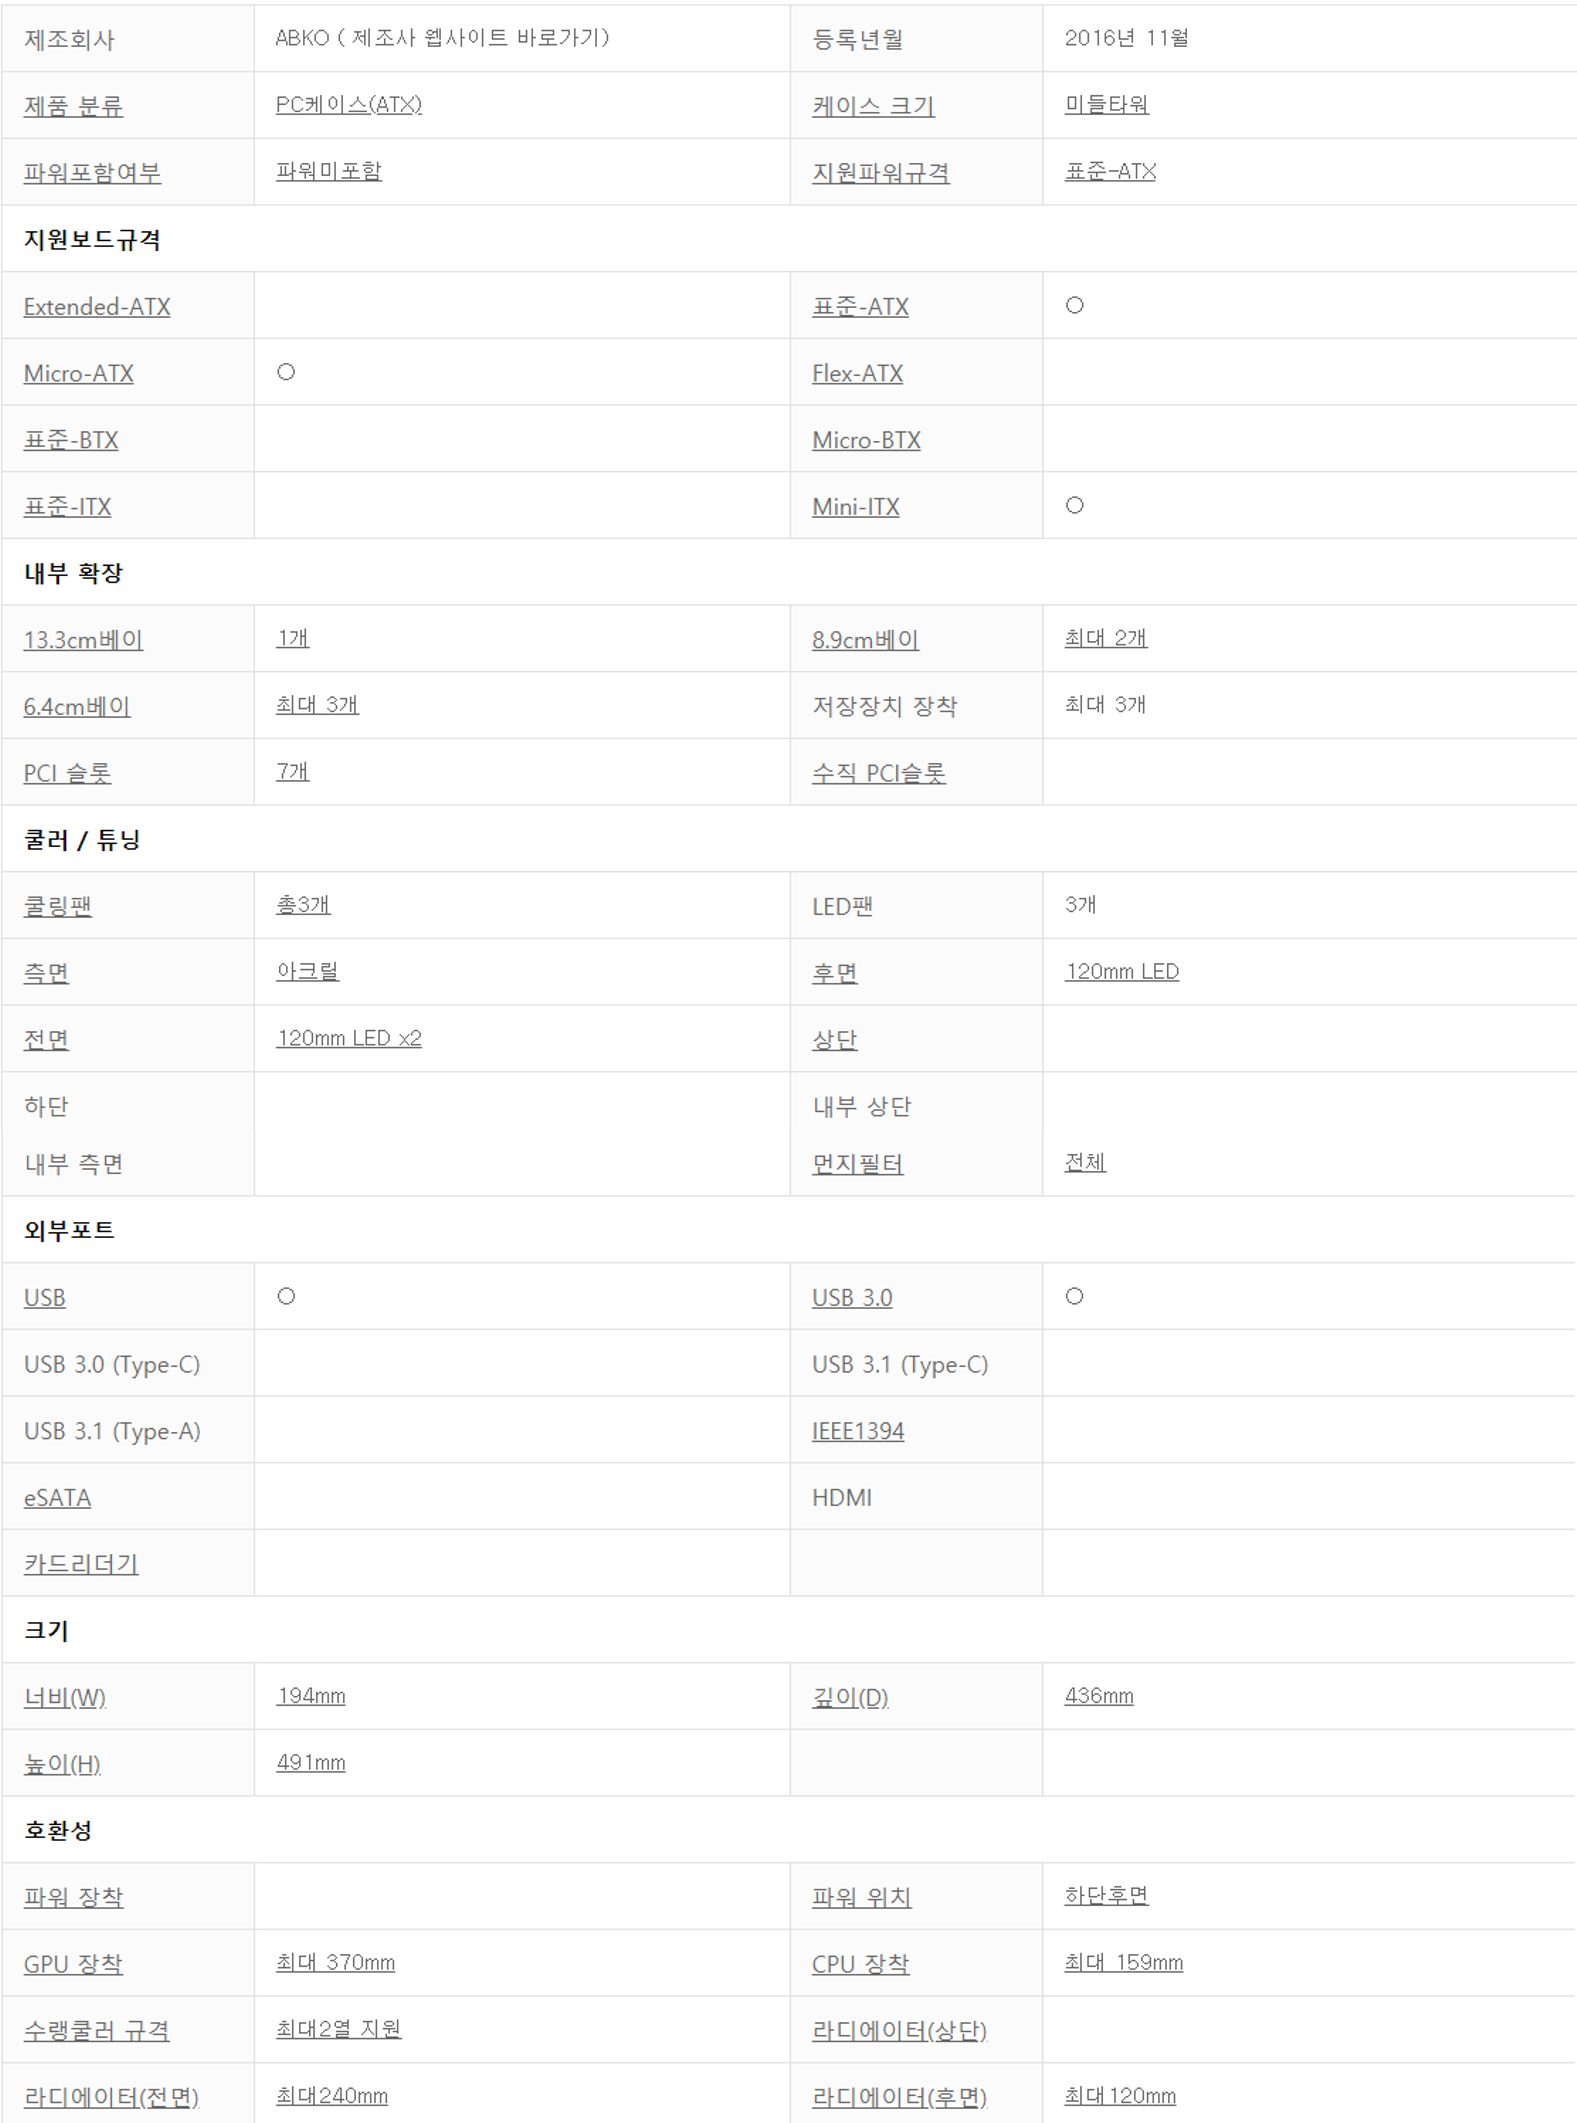 제조회사 ABKO ( 제조사 웹사이트 바로가기) 등록년월 2016년 11월
제품 분류 PC케이스(ATX) 케이스 크기 미들타워
파워포함여부 파워미포함 지원파워규격 표준-ATX
지원보드규격
Extended-ATX 표준-ATX ○
Micro-ATX ○ Flex-ATX
표준-BTX Micro-BTX
표준-ITX Mini-ITX ○
내부 확장
13.3cm베이 1개 8.9cm베이 최대 2개
6.4cm베이 최대 3개 저장장치 장착 최대 3개
PCI 슬롯 7개 수직 PCI슬롯
쿨러 / 튜닝
쿨링팬 총3개 LED팬 3개
측면 아크릴 후면 120mm LED
전면 120mm LED x2 상단
하단 내부 상단
내부 측면 먼지필터 전체
외부포트
USB ○ USB 3.0 ○
USB 3.0 (Type-C) USB 3.1 (Type-C)
USB 3.1 (Type-A) IEEE1394
eSATA HDMI
카드리더기
크기
너비(W) 194mm 깊이(D) 436mm
높이(H) 491mm
호환성
파워 장착 파워 위치 하단후면
GPU 장착 최대 370mm CPU 장착 최대 159mm
수랭쿨러 규격 최대2열 지원 라디에이터(상단)
라디에이터(전면) 최대240mm 라디에이터(후면) 최대120mm